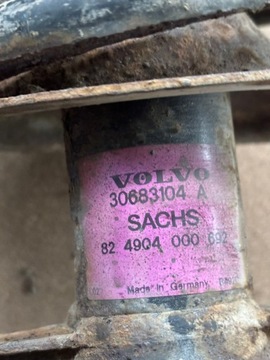 VOLVO
30683104 A
SACHS
82 4904 000 692
Made in Germany